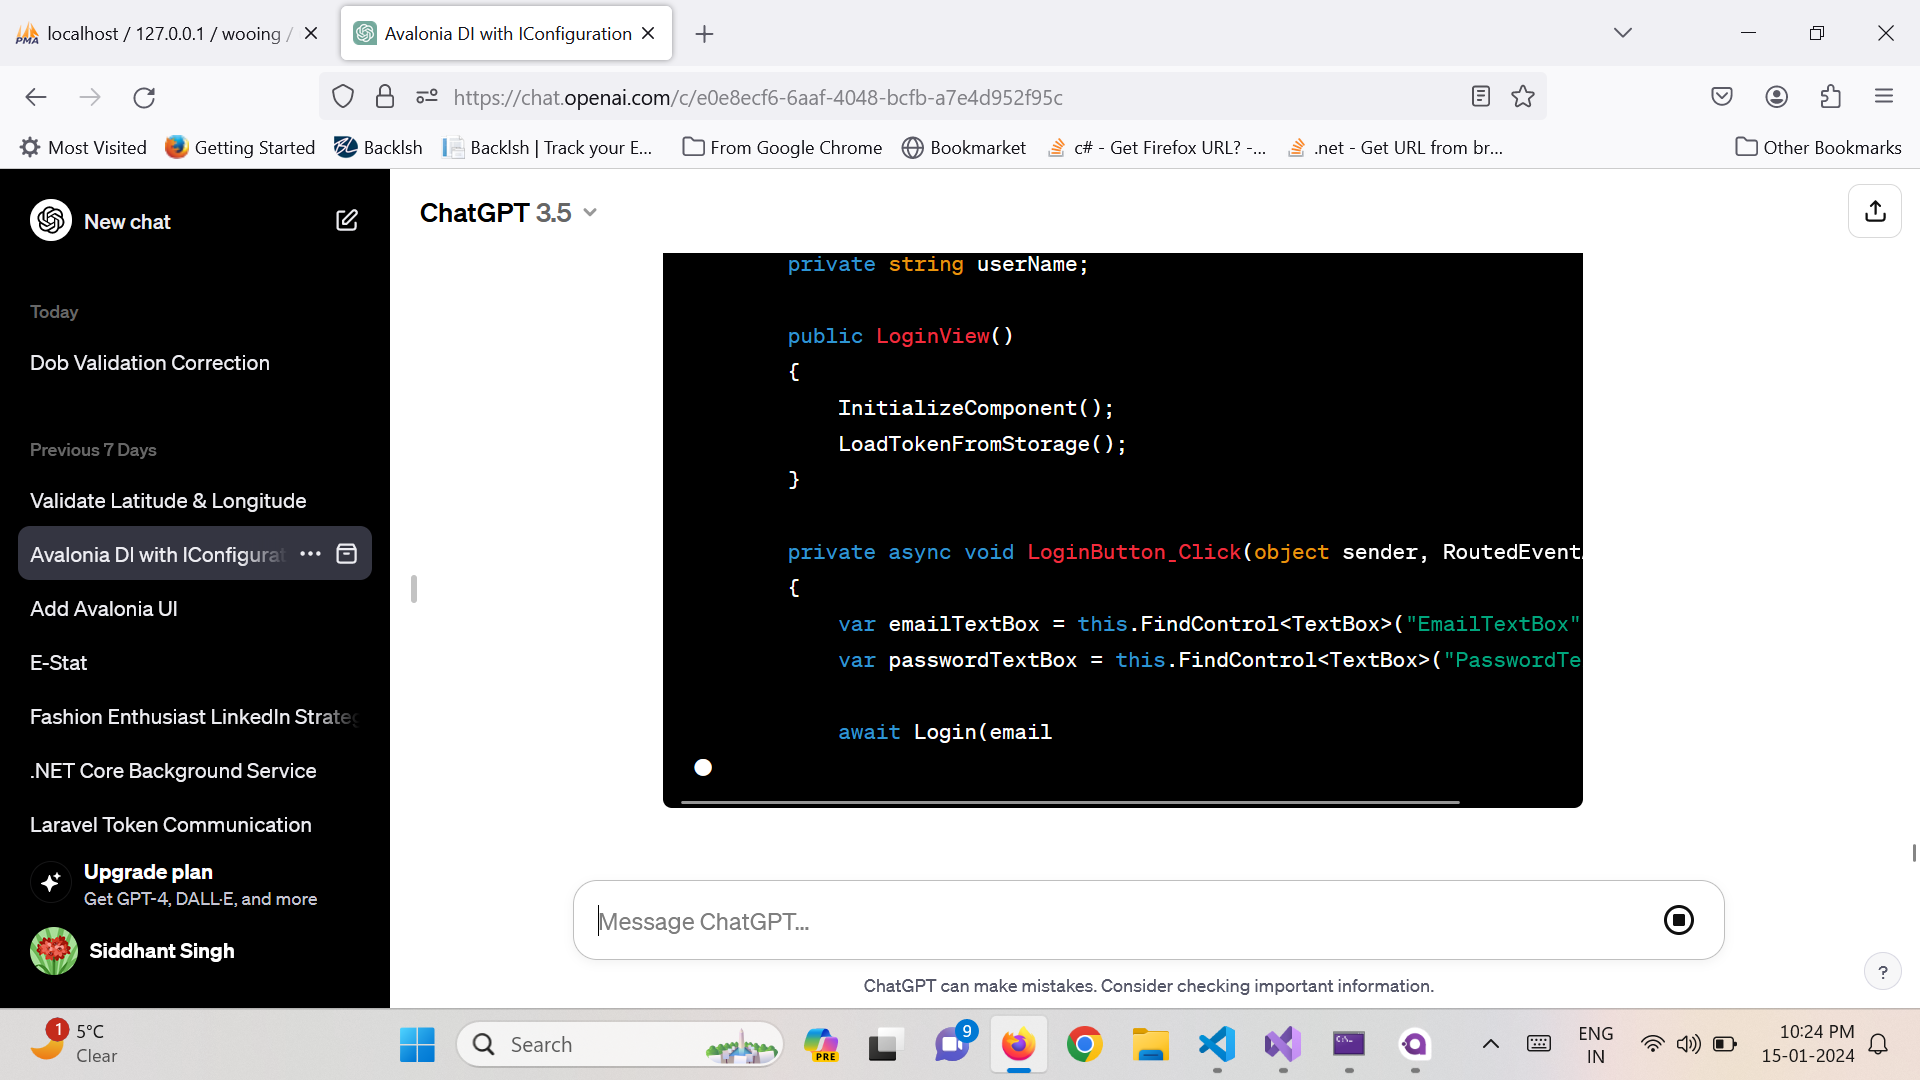 localhost / 127.0.0.1 / wooing /
Avalonia DI with IConfiguration
https://chat.openai.com/c/e0e8ecf6-6aaf-4048-bcfb-a7e4d952f95c
Most Visited
Getting Started
Backlsh
Backlsh | Track your E...
From Google Chrome
Bookmarket
c# - Get Firefox URL? -...
.net - Get URL from br...
Other Bookmarks
New chat
Today
Dob Validation Correction
Previous 7 Days
Validate Latitude & Longitude
Avalonia DI with IConfigurat
Add Avalonia UI
E-Stat
Fashion Enthusiast LinkedIn Strateg
.NET Core Background Service
Laravel Token Communication
Upgrade plan
Get GPT-4, DALL·E, and more
Siddhant Singh
ChatGPT 3.5
private string userName;
public LoginView()
{
InitializeComponent();
LoadTokenFromStorage();
}
private async void LoginButton_Click(object sender, RoutedEvent
{
var emailTextBox = this.FindControl<TextBox>("EmailTextBox"
var passwordTextBox = this.FindControl<TextBox>("PasswordTe
await Login(email
Message ChatGPT...
ChatGPT can make mistakes. Consider checking important information.
?
1
5°C
Clear
Search
PRE
9
ENG
IN
10:24 PM
15-01-2024